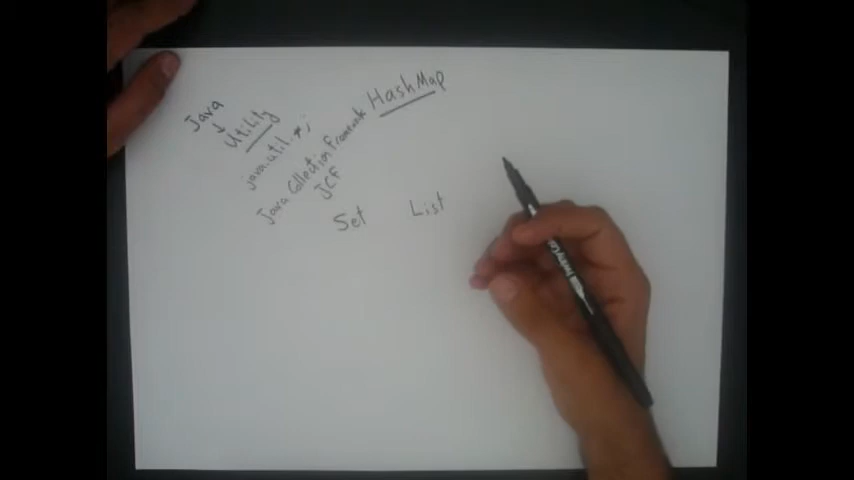 HashMap
Java
↓
Utility
java.util.*;
Java Collection Framework
JCF
Set List